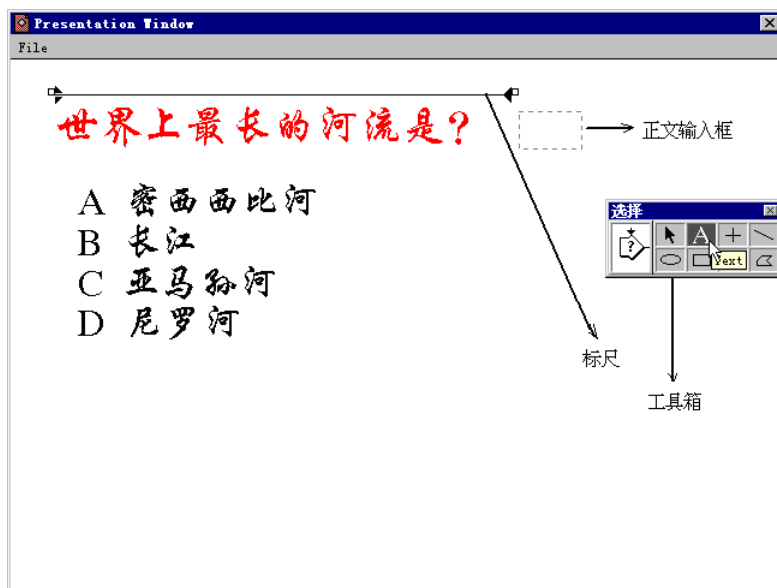 Presentation Window
File
世界上最长的河流是?
正文输入框
A 密西西比河
B 长江
C 亚马孙河
D 尼罗河
选择
A
?
Text
标尺
工具箱